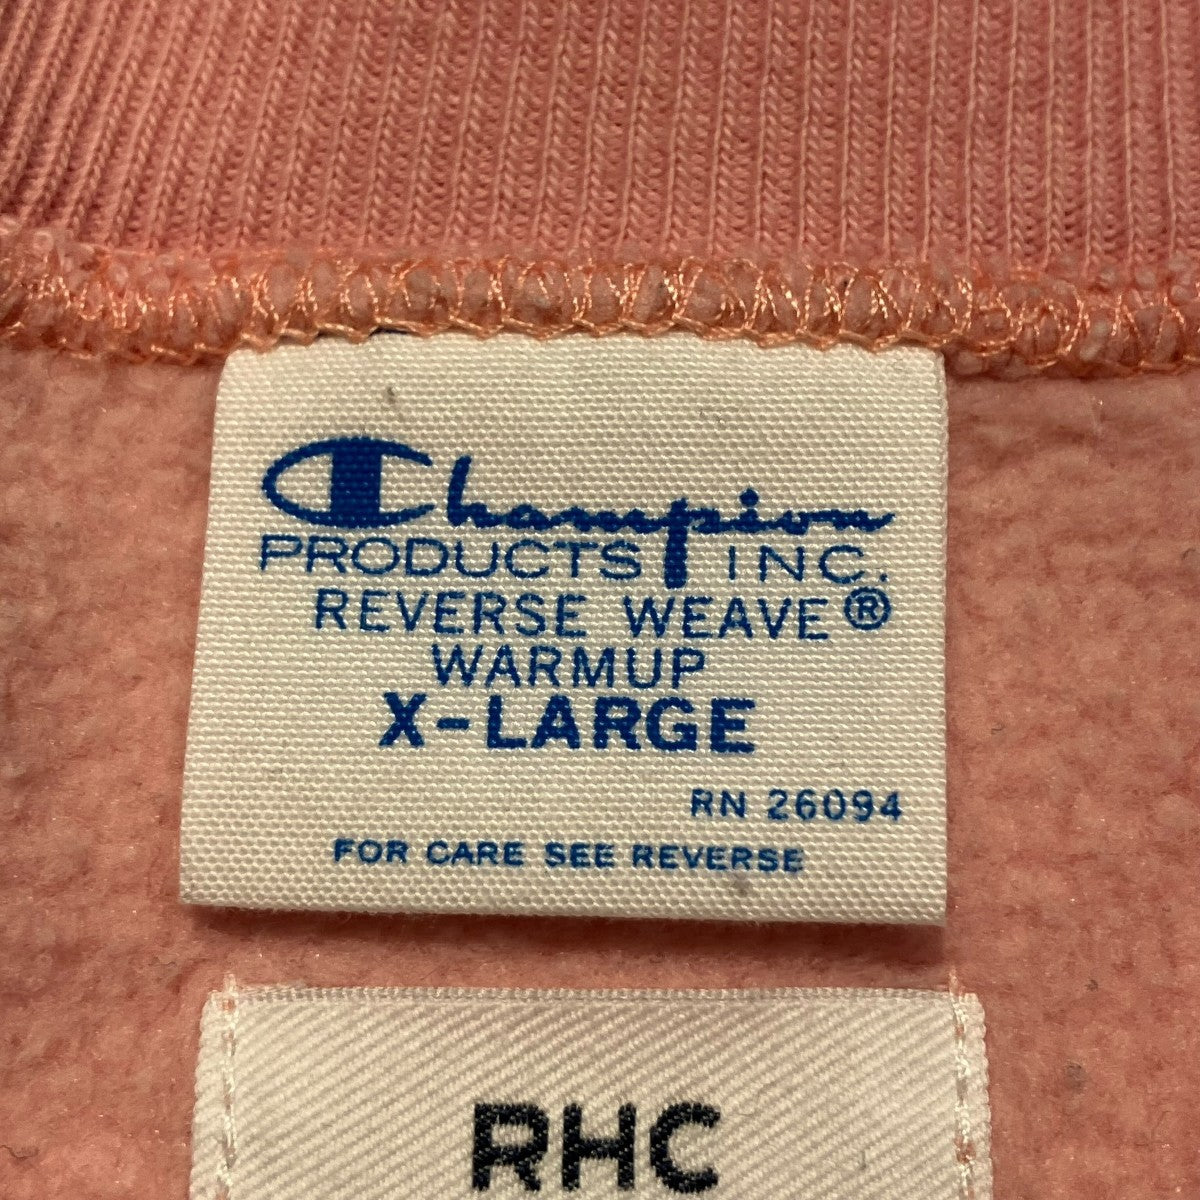 Champion
PRODUCTS INC.
REVERSE WEAVE®
WARMUP
X-LARGE
RN 26094
FOR CARE SEE REVERSE
RHC